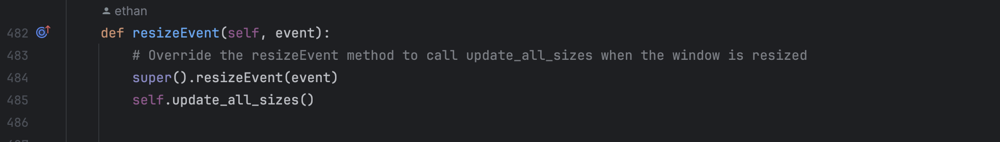 ethan
482 def resizeEvent(self, event):
483 # Override the resizeEvent method to call update_all_sizes when the window is resized
484 super().resizeEvent(event)
485 self.update_all_sizes()
486